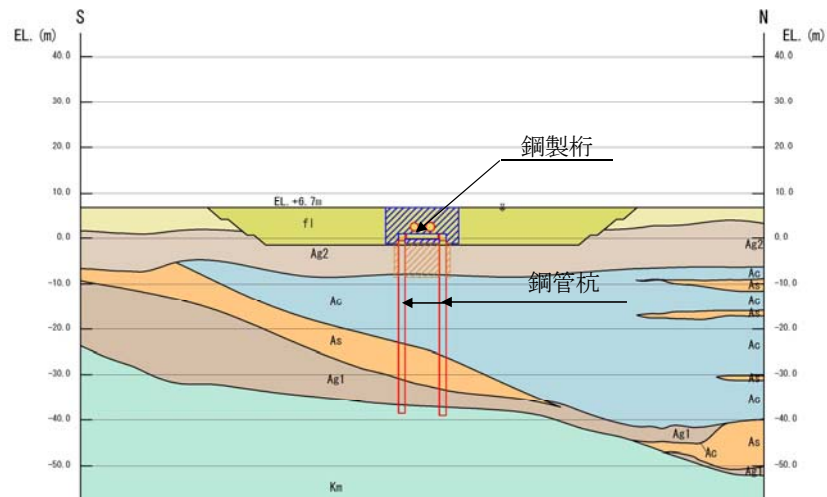 S
N
EL. (m)
EL. (m)
40.0
40.0
30.0
30.0
20.0
20.0
鋼製桁
10.0
10.0
EL. +6.7m
fl
0.0
0.0
Ag2
Ag2
-10.0
Ac
-10.0
As
鋼管杭
Ac
Ac
As
-20.0
-20.0
As
Ac
-30.0
Ag1
As
-30.0
Ac
-40.0
-40.0
Ag1
As
Ac
-50.0
Ag1
-50.0
Km